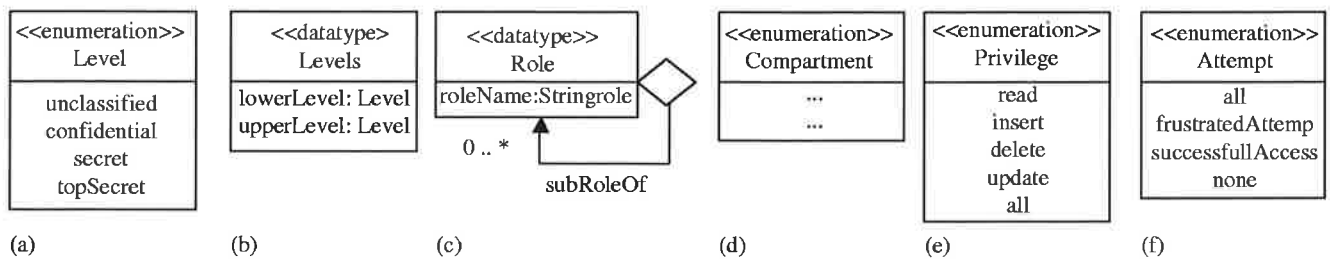 <<enumeration>>
Level
unclassified
confidential
secret
topSecret
(a)
<<datatype>
Levels
lowerLevel: Level
upperLevel: Level
(b)
<<datatype>>
Role
roleName:Stringrole
0 .. *
subRoleOf
(c)
<<enumeration>>
Compartment
...
...
(d)
<<enumeration>>
Privilege
read
insert
delete
update
all
(e)
<<enumeration>>
Attempt
all
frustratedAttemp
successfullAccess
none
(f)